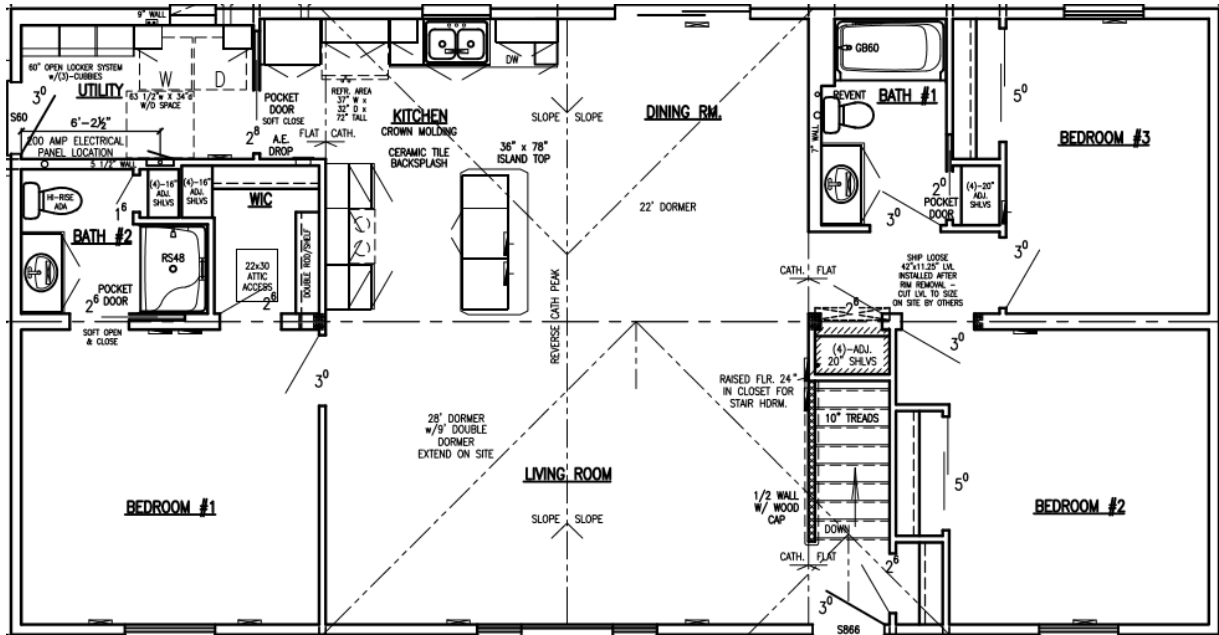 9" WALL
60" OPEN LOCKER SYSTEM
w/(3)-CUBBIES
UTILITY
3⁰
S60
6'-2½"
200 AMP ELECTRICAL
PANEL LOCATION
W
D
63 1/2"w X 34"d
W/D SPACE
5 1/2" WALL
2⁸
POCKET
DOOR
SOFT CLOSE
A.E.
DROP
REFR. AREA
37" W x
32" D x
72" TALL
FLAT
CATH.
KITCHEN
CROWN MOLDING
CERAMIC TILE
BACKSPLASH
DW
36" x 78"
ISLAND TOP
SLOPE
SLOPE
DINING RM.
22' DORMER
GB60
REVENT
BATH #1
7" WALL
2⁰
POCKET
DOOR
(4)-20"
ADJ.
SHLVS
3⁰
5⁰
BEDROOM #3
3⁰
HI-RISE
ADA
1⁶
BATH #2
(4)-16"
ADJ.
SHLVS
(4)-16"
ADJ.
SHLVS
WIC
RS48
22x30
ATTIC
ACCESS
DOUBLE ROD/SHELF
POCKET
DOOR
2⁶
SOFT OPEN
& CLOSE
2⁶
CATH.
FLAT
SHIP LOOSE
42"x11.25" LVL
INSTALLED AFTER
RIM REMOVAL –
CUT LVL TO SIZE
ON SITE BY OTHERS
REVERSE CATH PEAK
2⁶
(4)-ADJ.
20" SHLVS
3⁰
3⁰
RAISED FLR. 24"
IN CLOSET FOR
STAIR HDRM.
28' DORMER
w/9' DOUBLE
DORMER
EXTEND ON SITE
10" TREADS
BEDROOM #1
LIVING ROOM
1/2 WALL
W/ WOOD
CAP
5⁰
BEDROOM #2
SLOPE
SLOPE
DOWN
CATH.
FLAT
2⁶
3⁰
S866